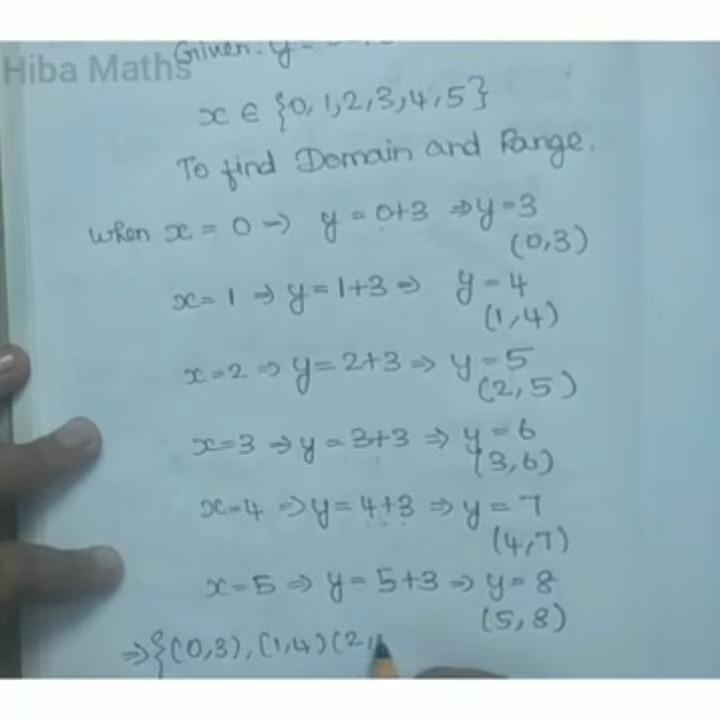 Given: y =
Hiba Maths
x ∈ {0, 1, 2, 3, 4, 5}
To find Domain and Range.
when x = 0 → y = 0+3 ⇒ y = 3
(0,3)
x = 1 ⇒ y = 1+3 ⇒ y = 4
(1,4)
x = 2 ⇒ y = 2+3 ⇒ y = 5
(2,5)
x = 3 ⇒ y = 3+3 ⇒ y = 6
(3,6)
x = 4 ⇒ y = 4+3 ⇒ y = 7
(4,7)
x = 5 ⇒ y = 5+3 ⇒ y = 8
(5,8)
⇒ {(0,3), (1,4) (2,